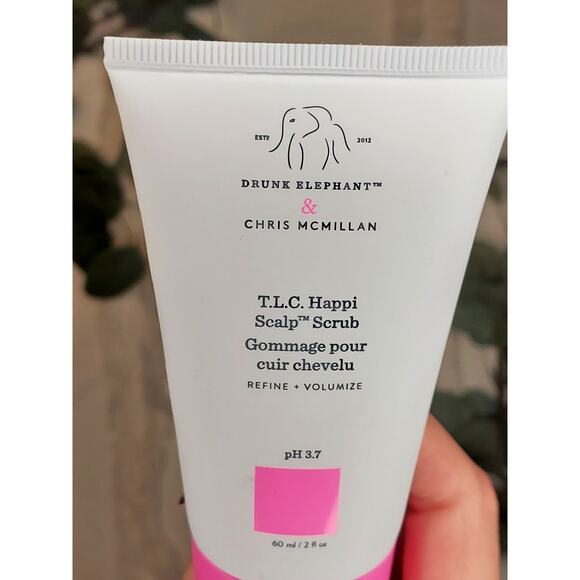 ESTD 2012
DRUNK ELEPHANT™
&
CHRIS MCMILLAN
T.L.C. Happi
Scalp™ Scrub
Gommage pour
cuir chevelu
REFINE + VOLUMIZE
pH 3.7
60 ml / 2 fl oz